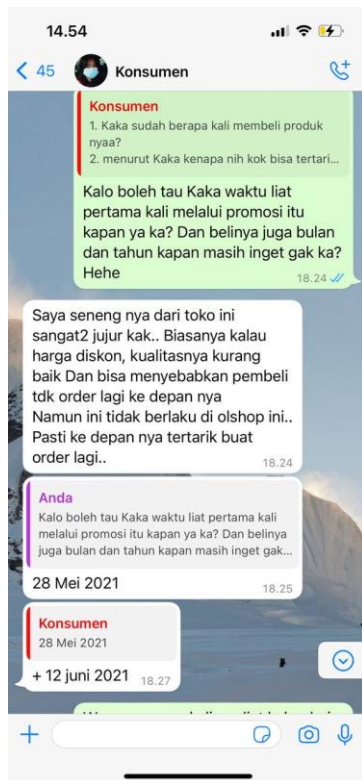 14.54
45
Konsumen
Konsumen
1. Kaka sudah berapa kali membeli produk
nyaa?
2. menurut Kaka kenapa nih kok bisa tertari...
Kalo boleh tau Kaka waktu liat
pertama kali melalui promosi itu
kapan ya ka? Dan belinya juga bulan
dan tahun kapan masih inget gak ka?
Hehe
18.24
Saya seneng nya dari toko ini
sangat2 jujur kak.. Biasanya kalau
harga diskon, kualitasnya kurang
baik Dan bisa menyebabkan pembeli
tdk order lagi ke depan nya
Namun ini tidak berlaku di olshop ini..
Pasti ke depan nya tertarik buat
order lagi..
18.24
Anda
Kalo boleh tau Kaka waktu liat pertama kali
melalui promosi itu kapan ya ka? Dan belinya
juga bulan dan tahun kapan masih inget gak...
28 Mei 2021
18.25
Konsumen
28 Mei 2021
+ 12 juni 2021
18.27